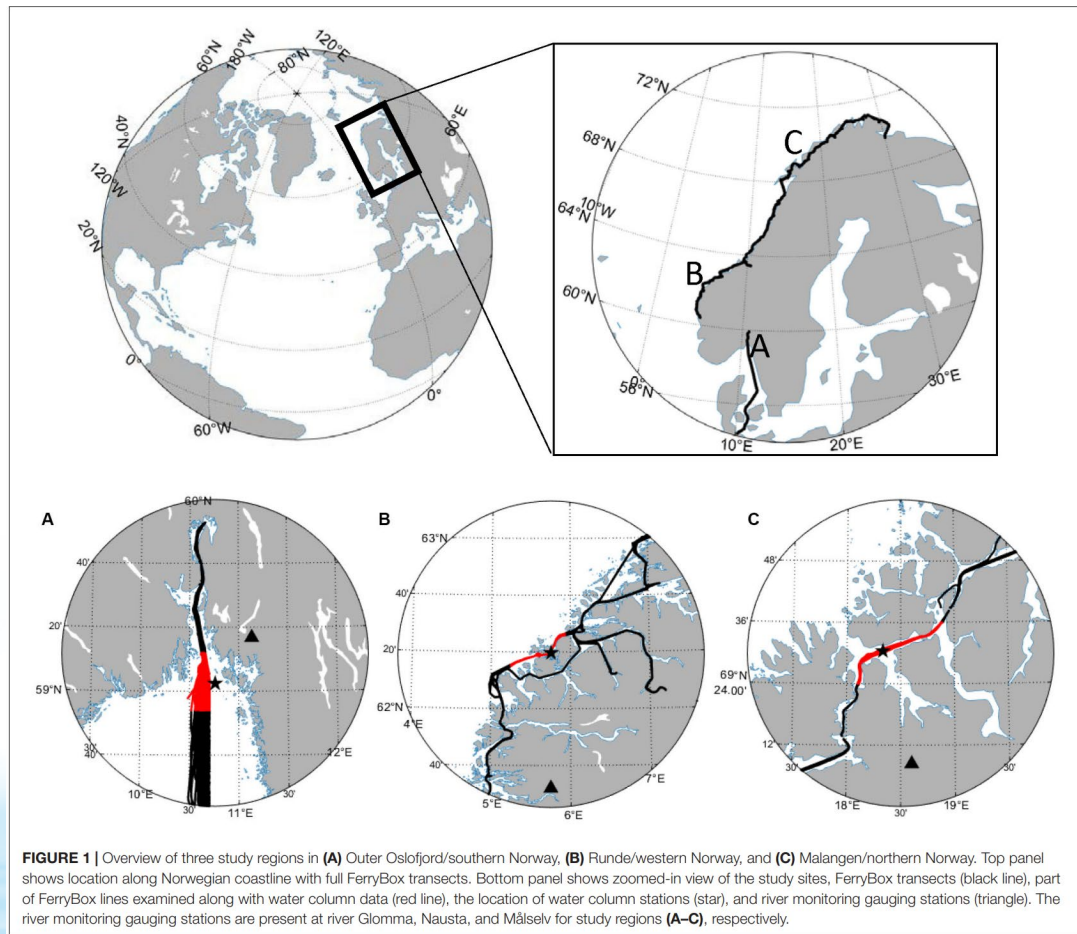 120°E
180°W
60°N
80°N
60°E
40°N
120°W
20°N
0°
0°
60°W
72°N
C
68°N
10°W
64°N
B
60°N
A
0°
56°N
30°E
10°E
20°E
A
60°N
40'
20'
59°N
30'
40'
12°E
10°E
30'
30'
11°E
B
63°N
40'
20'
62°N
4°E
40'
7°E
5°E
6°E
C
48'
36'
69°N
24.00'
12'
30'
30'
18°E
19°E
30'
FIGURE 1 | Overview of three study regions in (A) Outer Oslofjord/southern Norway, (B) Runde/western Norway, and (C) Malangen/northern Norway. Top panel
shows location along Norwegian coastline with full FerryBox transects. Bottom panel shows zoomed-in view of the study sites, FerryBox transects (black line), part
of FerryBox lines examined along with water column data (red line), the location of water column stations (star), and river monitoring gauging stations (triangle). The
river monitoring gauging stations are present at river Glomma, Nausta, and Målselv for study regions (A–C), respectively.